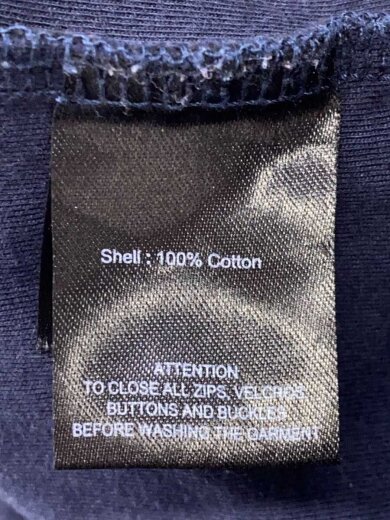 Shell : 100% Cotton
ATTENTION
TO CLOSE ALL ZIPS, VELCROS
BUTTONS AND BUCKLES
BEFORE WASHING THE GARMENT